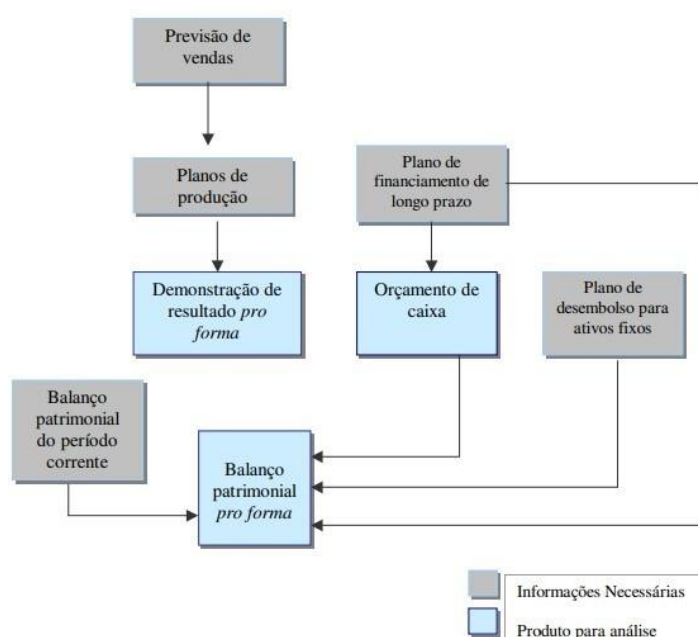 Previsão de
vendas
Planos de
produção
Plano de
financiamento de
longo prazo
Demonstração de
resultado pro
forma
Orçamento de
caixa
Plano de
desembolso para
ativos fixos
Balanço
patrimonial
do período
corrente
Balanço
patrimonial
pro forma
Informações Necessárias
Produto para análise